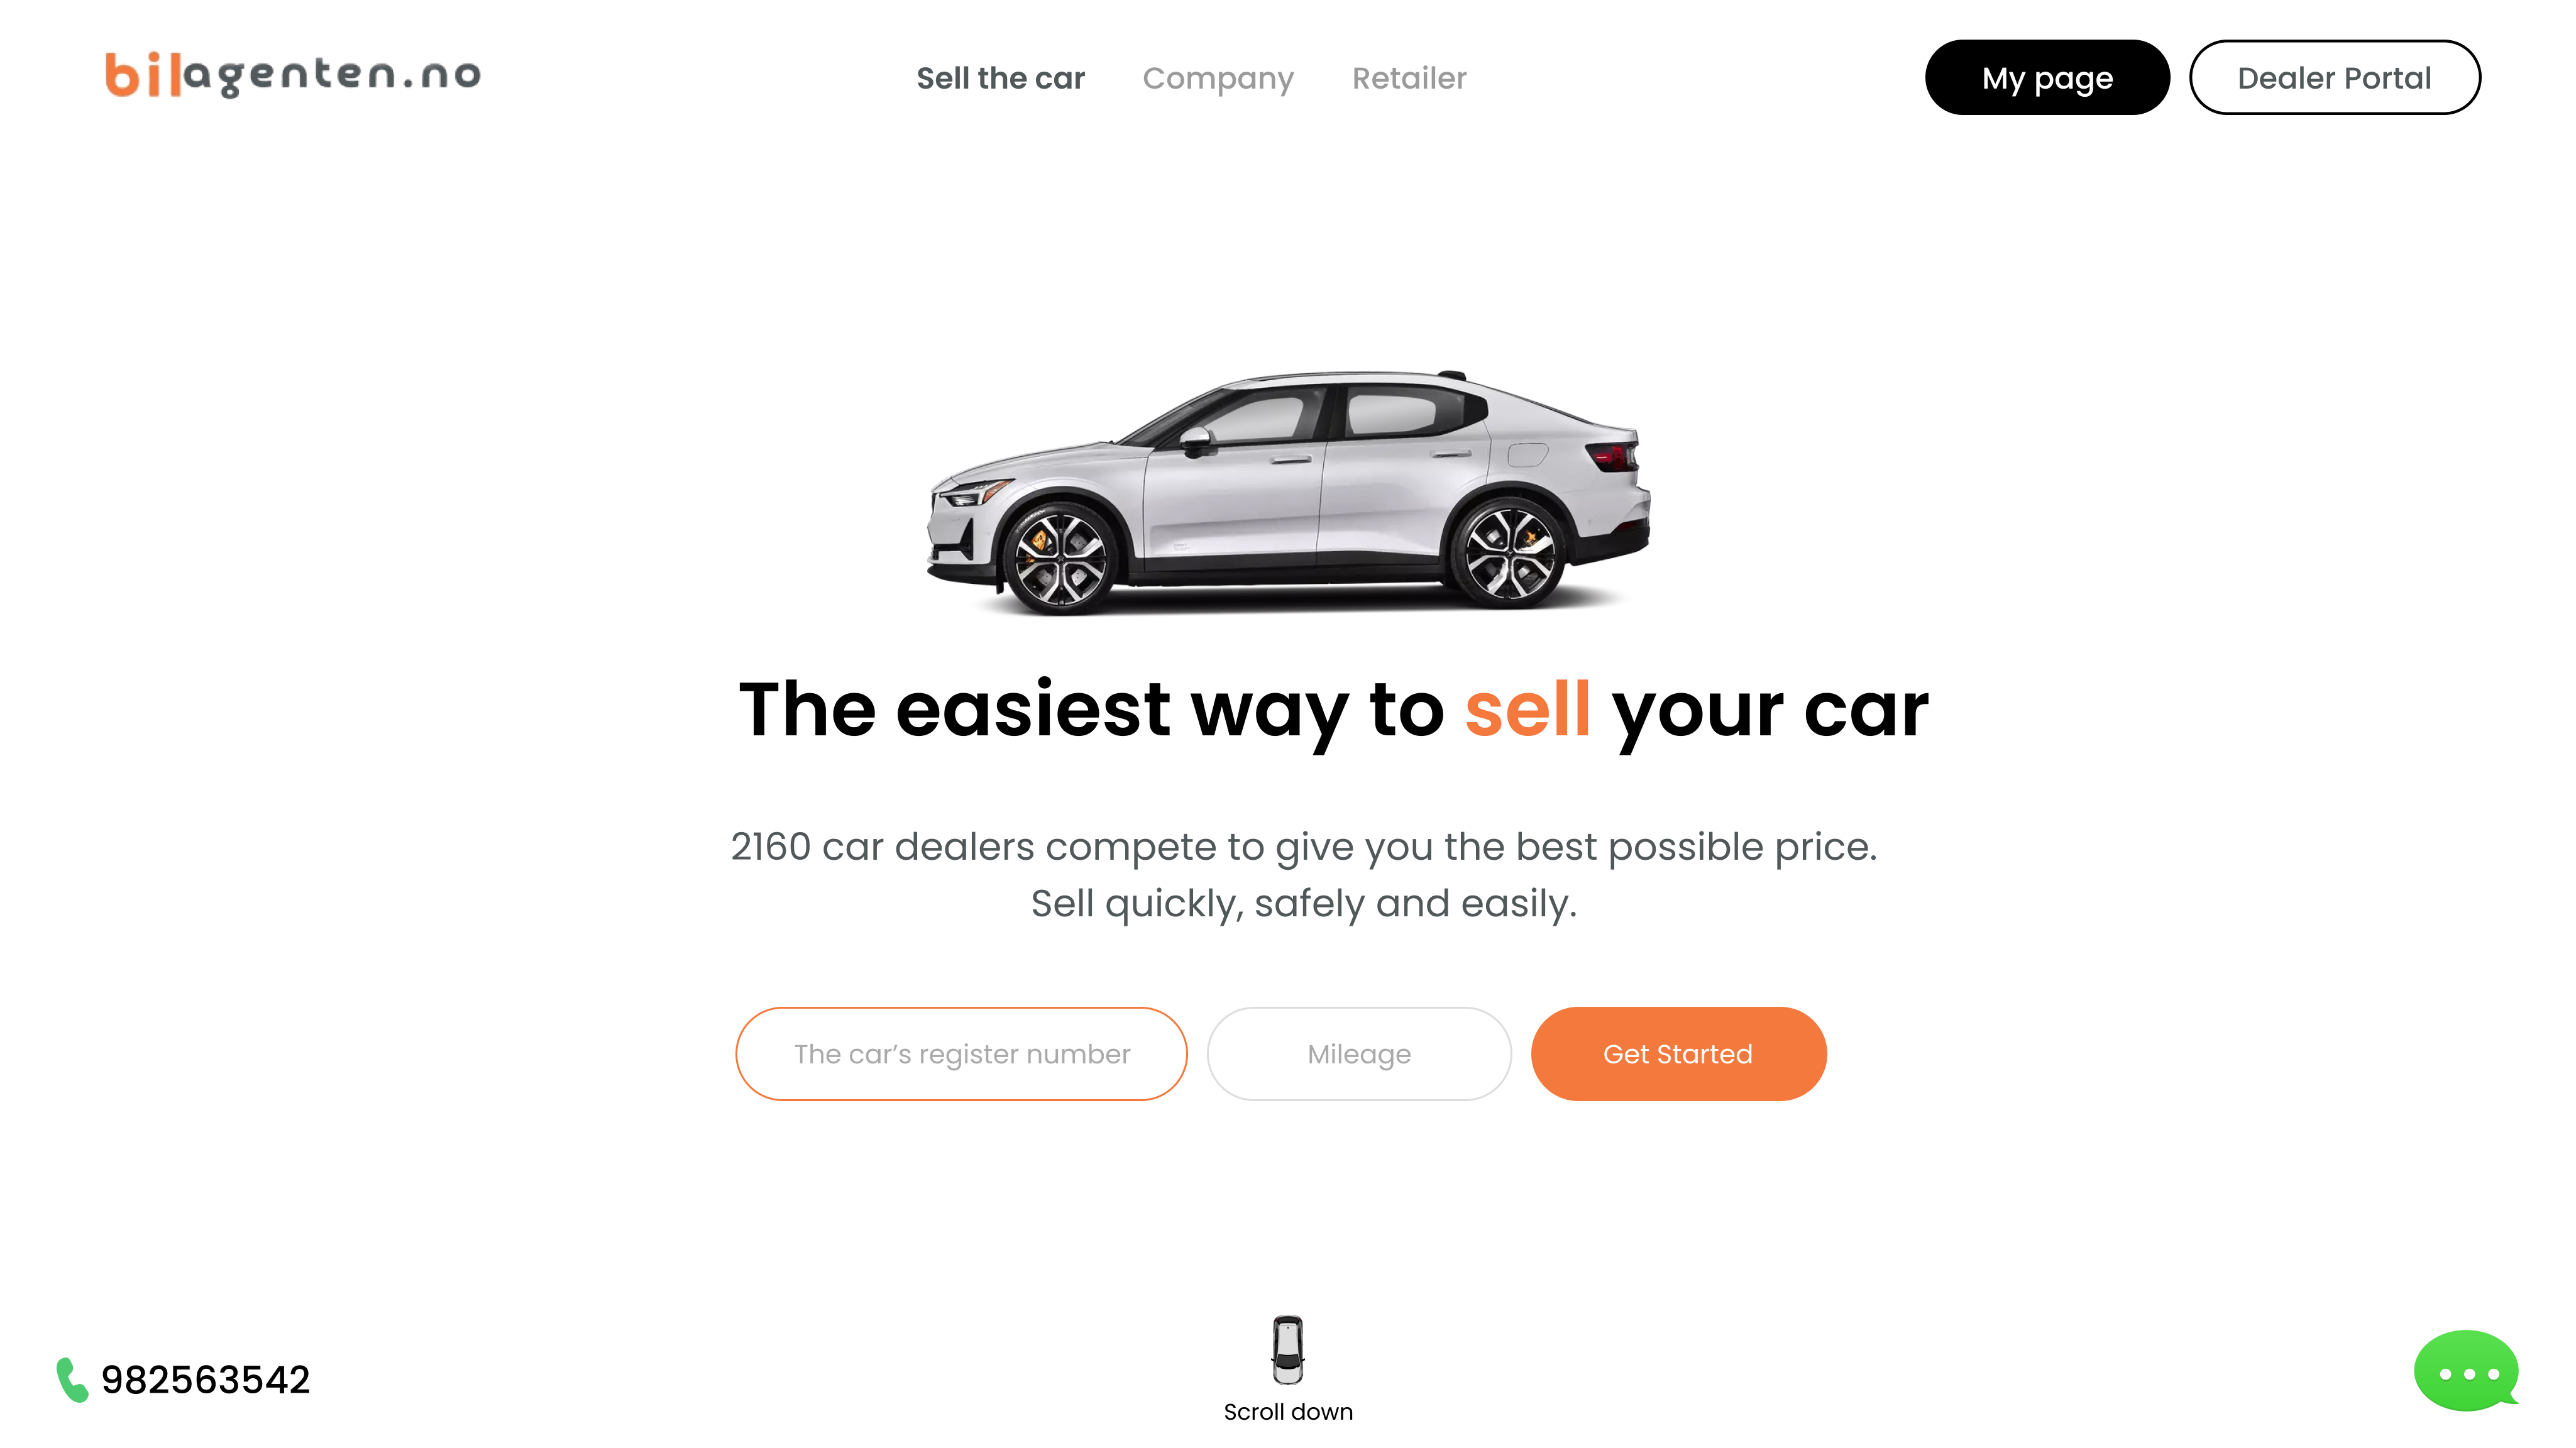 bilagenten.no
Sell the car
Company
Retailer
My page
Dealer Portal
The easiest way to sell your car
2160 car dealers compete to give you the best possible price.
Sell quickly, safely and easily.
The car’s register number
Mileage
Get Started
982563542
Scroll down